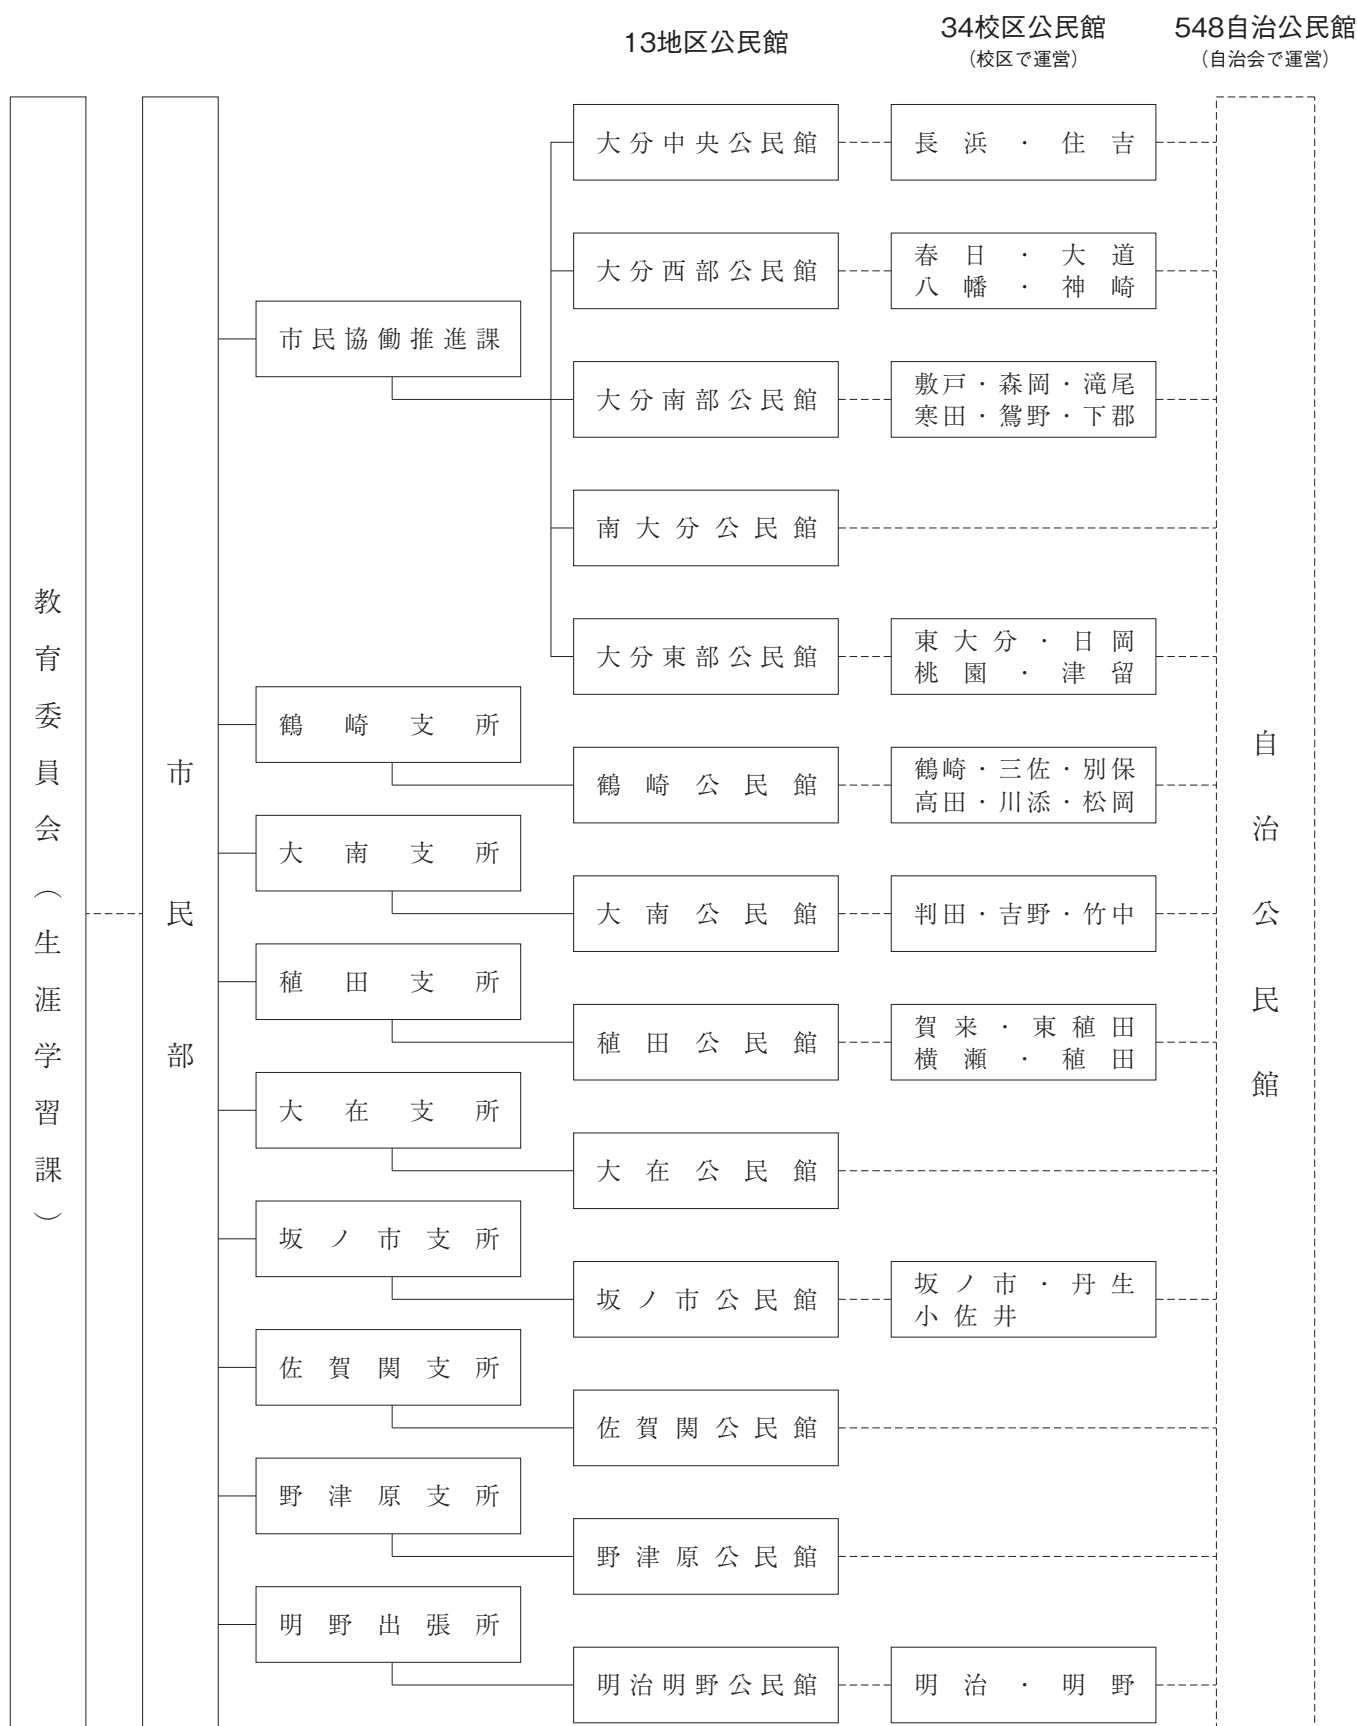 13地区公民館
34校区公民館
（校区で運営）
548自治公民館
（自治会で運営）
教育委員会（生涯学習課）
市民部
市民協働推進課
大分中央公民館
長浜・住吉
大分西部公民館
春日・大道
八幡・神崎
大分南部公民館
敷戸・森岡・滝尾
寒田・鴛野・下郡
南大分公民館
大分東部公民館
東大分・日岡
桃園・津留
鶴崎支所
鶴崎公民館
鶴崎・三佐・別保
高田・川添・松岡
大南支所
大南公民館
判田・吉野・竹中
稙田支所
稙田公民館
賀来・東稙田
横瀬・稙田
大在支所
大在公民館
坂ノ市支所
坂ノ市公民館
坂ノ市・丹生
小佐井
佐賀関支所
佐賀関公民館
野津原支所
野津原公民館
明野出張所
明治明野公民館
明治・明野
自治公民館